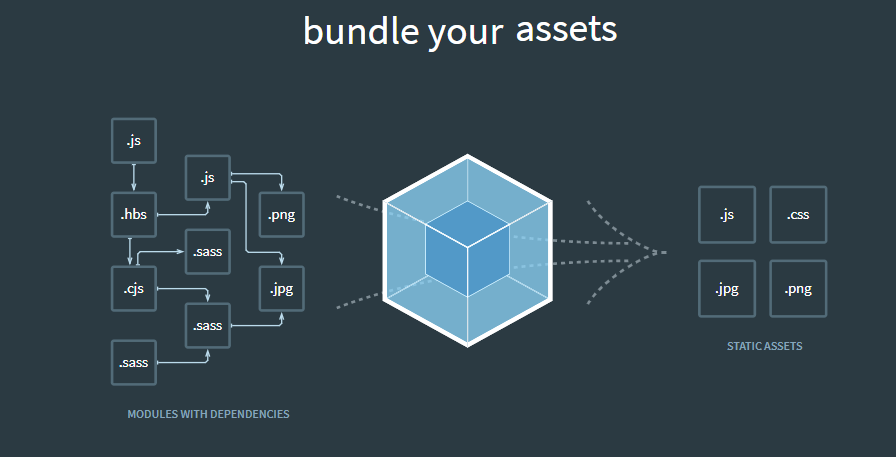 bundle your assets
.js
.js
.hbs
.png
.sass
.cjs
.jpg
.sass
.sass
MODULES WITH DEPENDENCIES
.js
.css
.jpg
.png
STATIC ASSETS